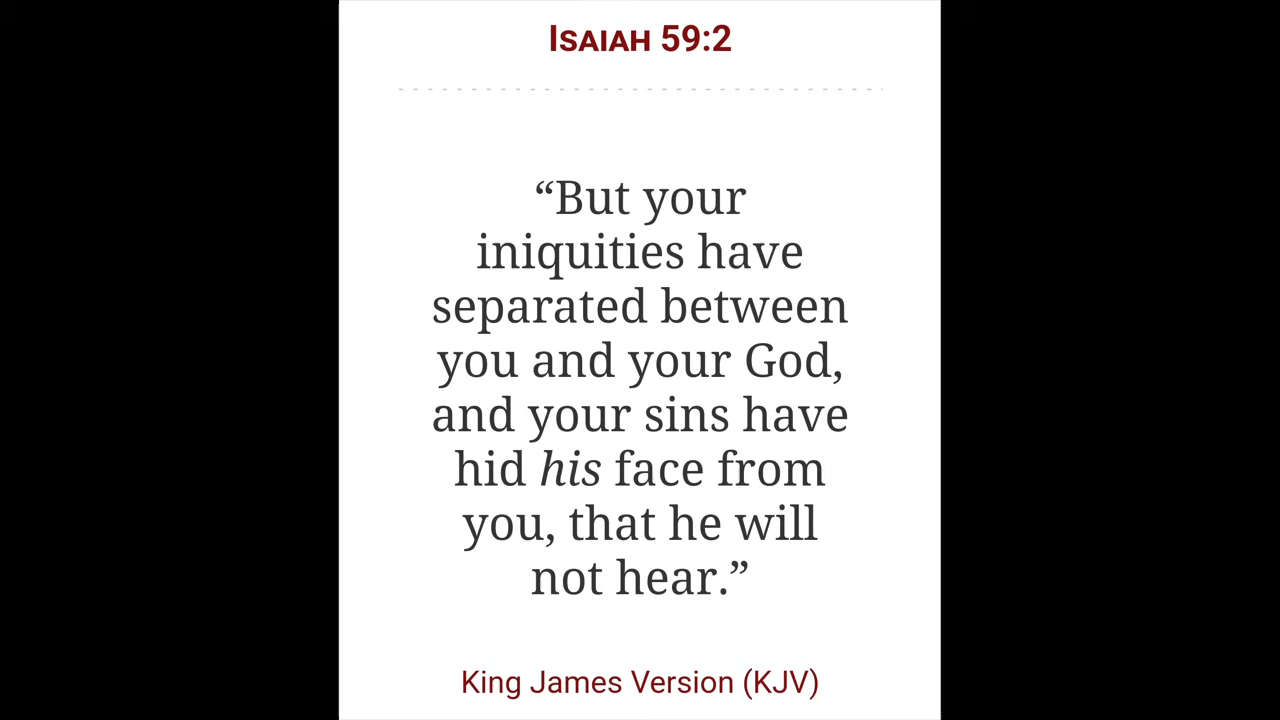 Isaiah 59:2
“But your
iniquities have
separated between
you and your God,
and your sins have
hid his face from
you, that he will
not hear.”
King James Version (KJV)